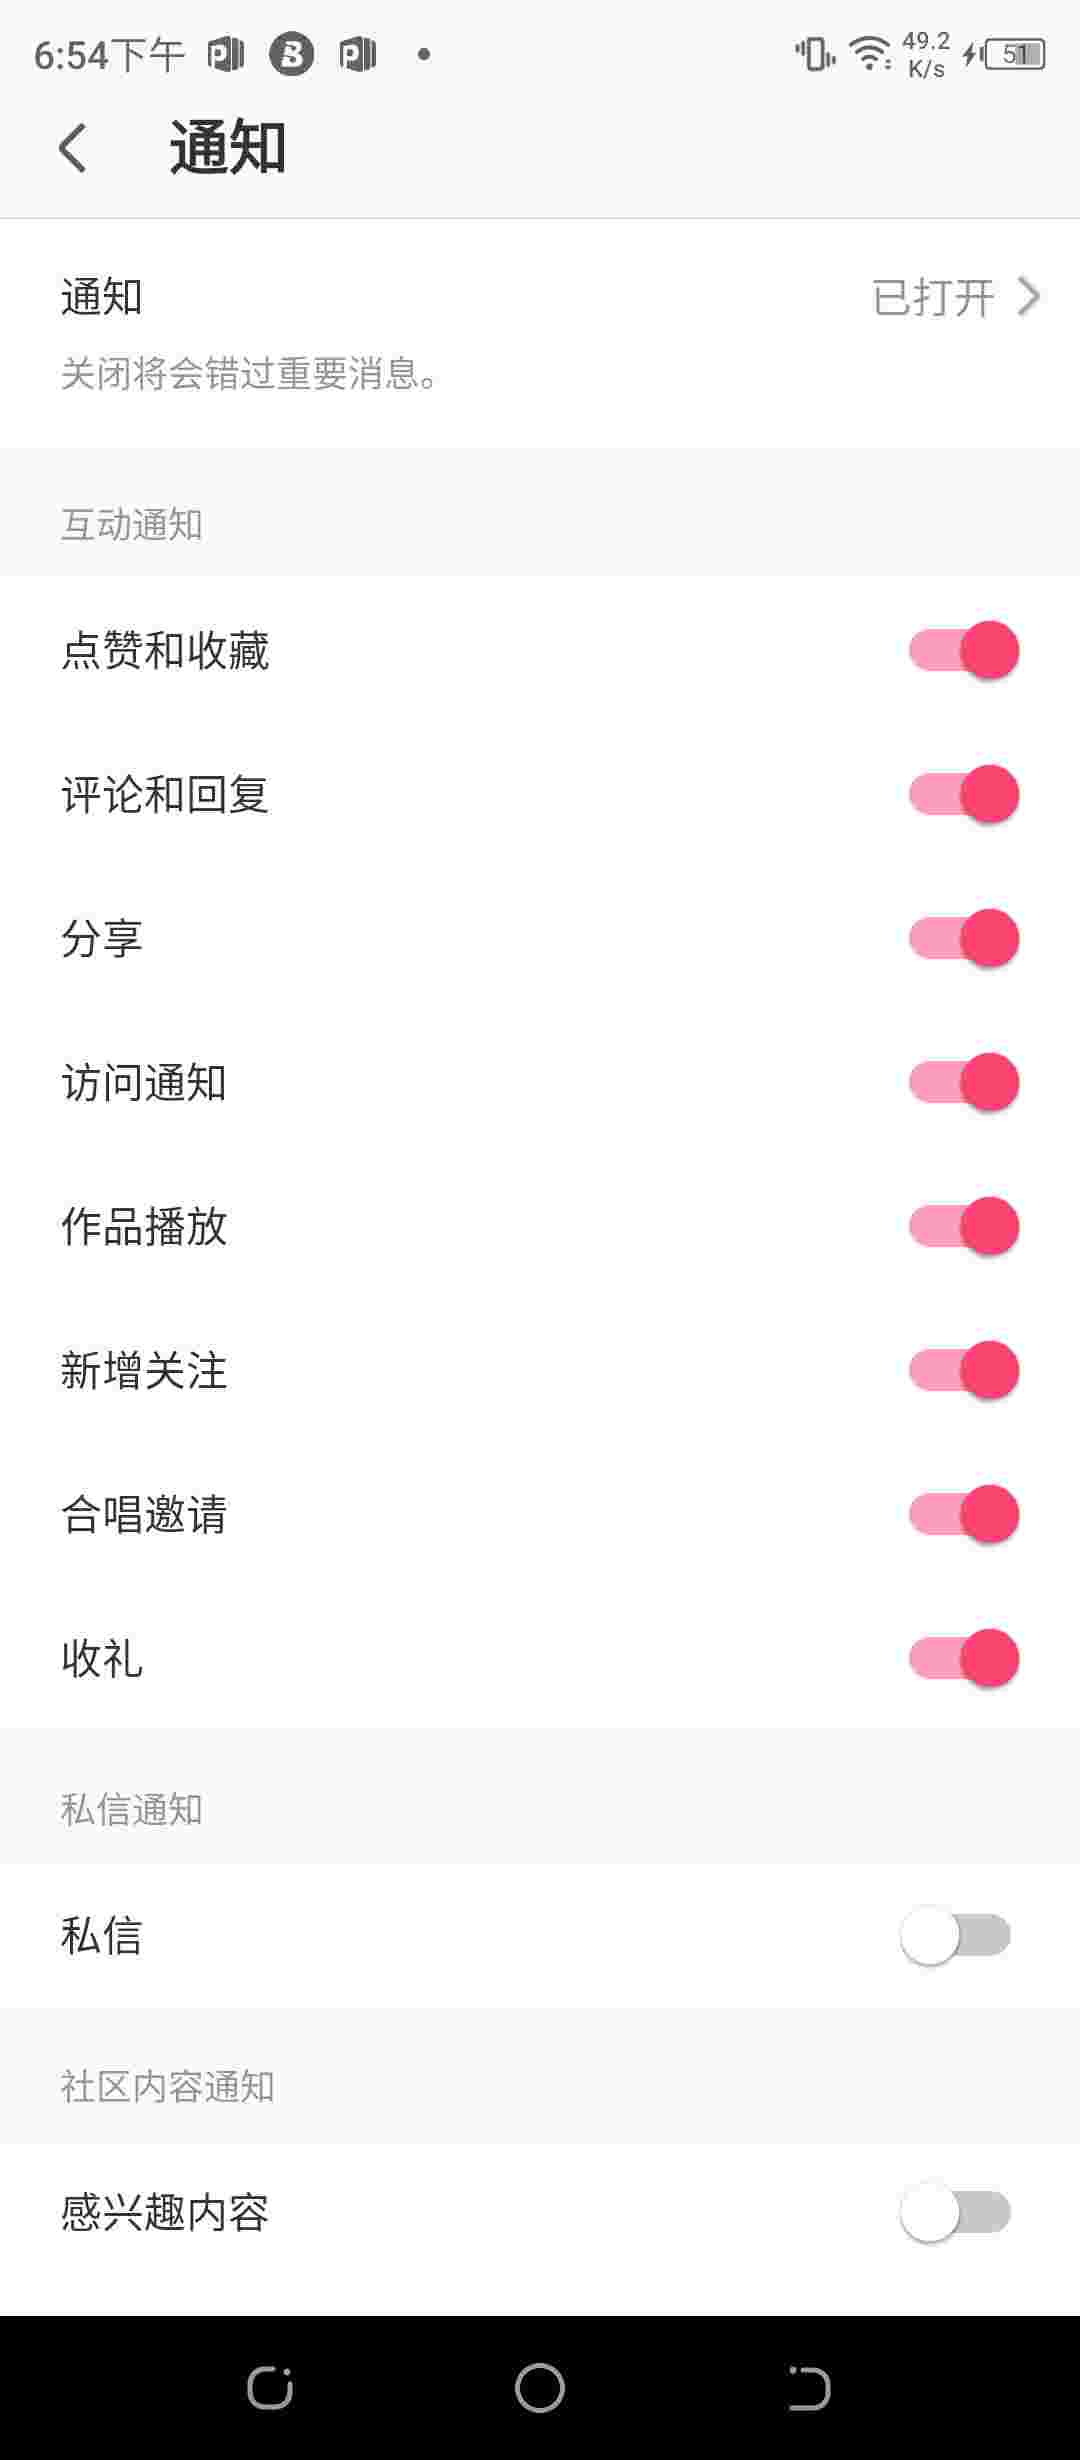 6:54下午
49.2
K/s
51
通知
通知
已打开
关闭将会错过重要消息。
互动通知
点赞和收藏
评论和回复
分享
访问通知
作品播放
新增关注
合唱邀请
收礼
私信通知
私信
社区内容通知
感兴趣内容